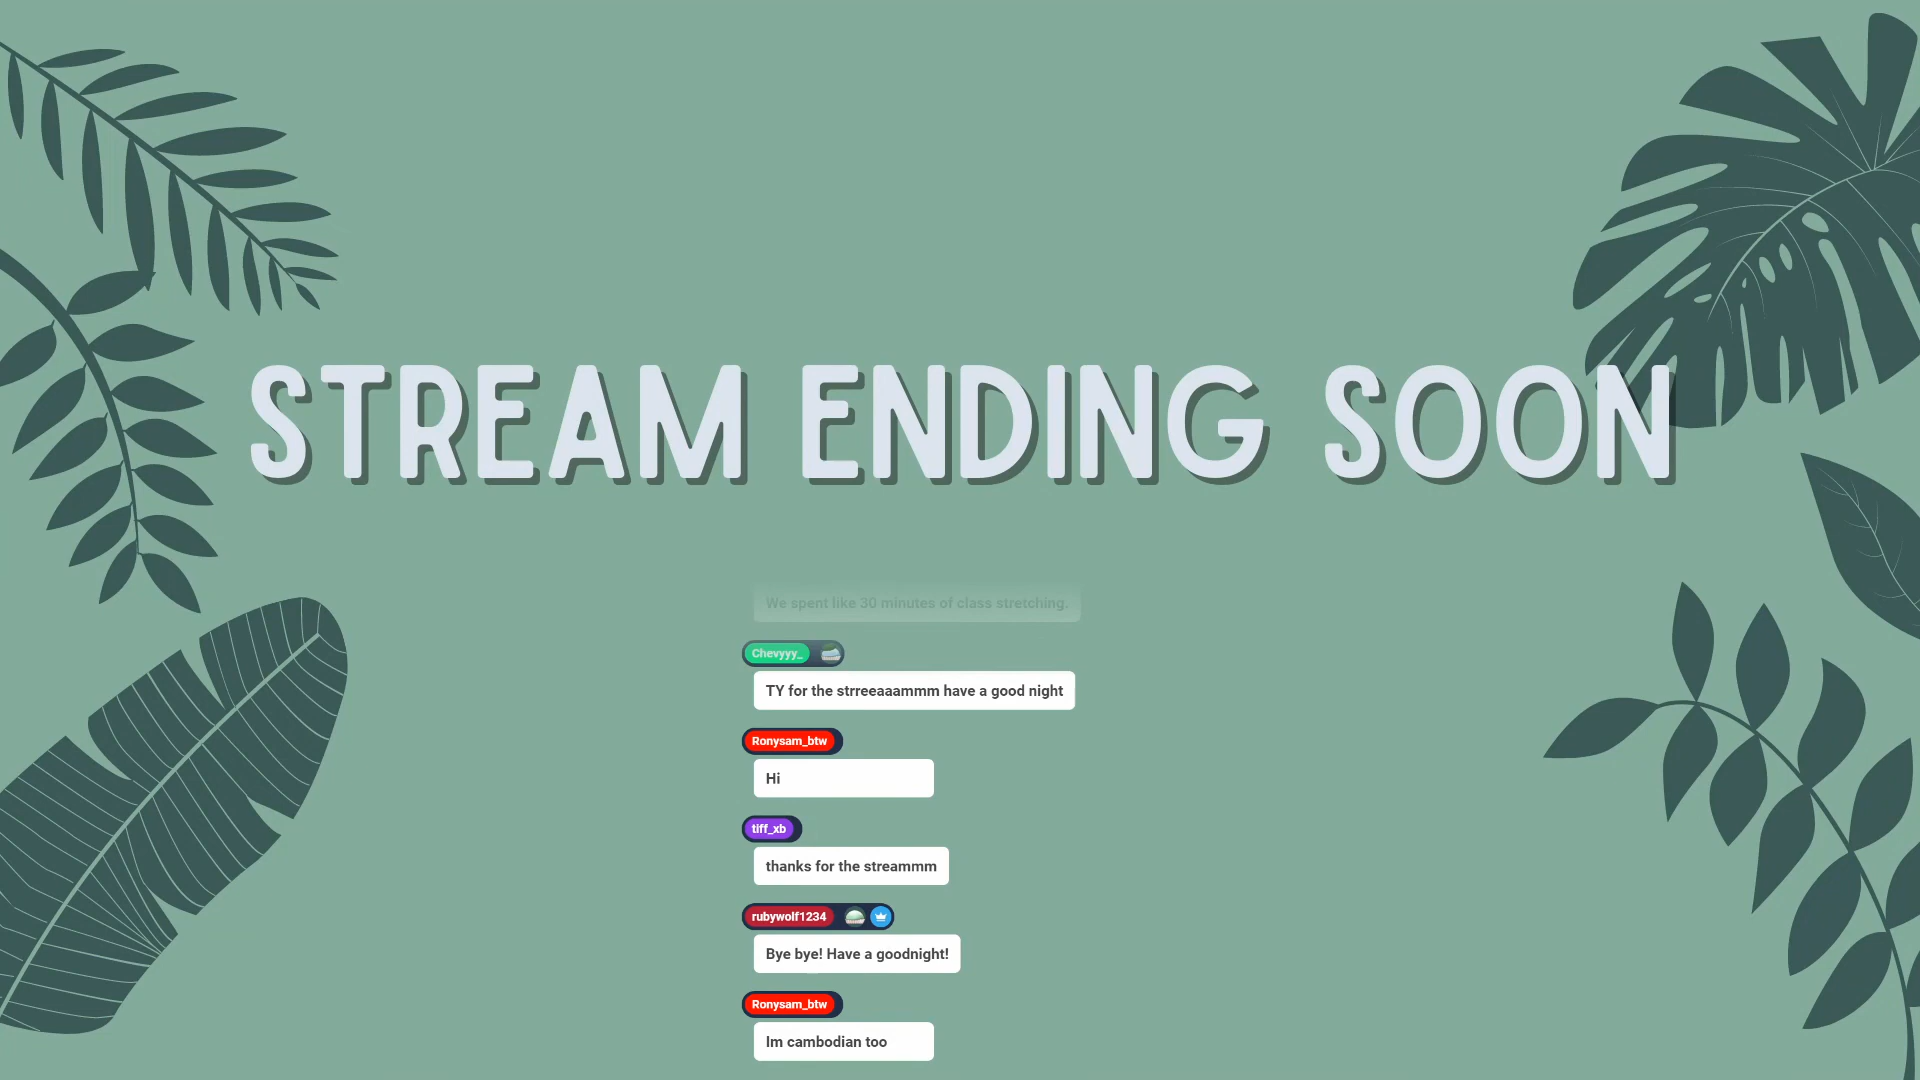 STREAM ENDING SOON
We spent like 30 minutes of class stretching.
Chevyyy_
TY for the strreeaaammm have a good night
Ronysam_btw
Hi
tiff_xb
thanks for the streammm
rubywolf1234
Bye bye! Have a goodnight!
Ronysam_btw
Im cambodian too